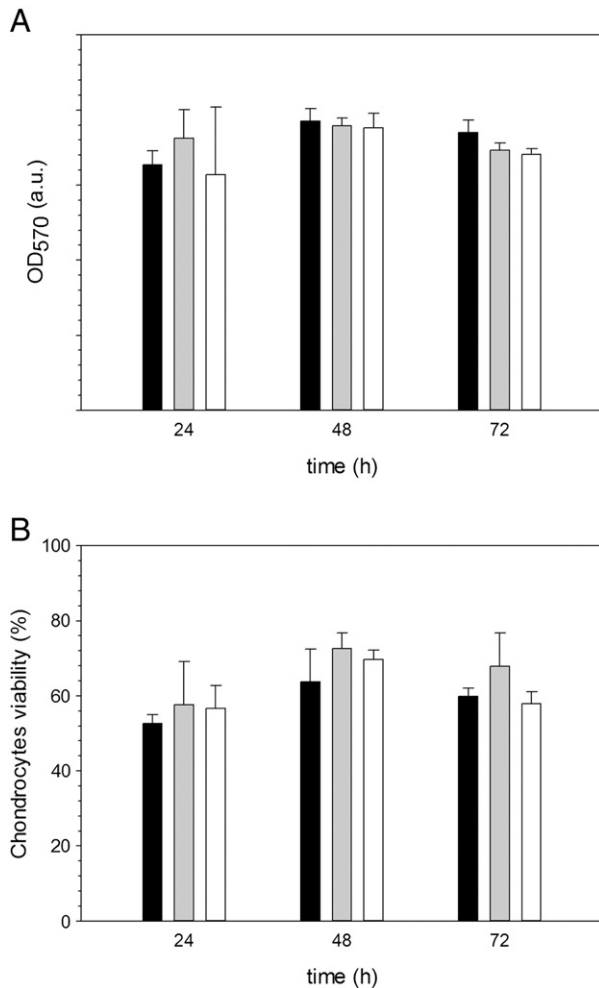 A
OD570 (a.u.)
24 48 72
time (h)
B
Chondrocytes viability (%)
100
80
60
40
20
0
24 48 72
time (h)